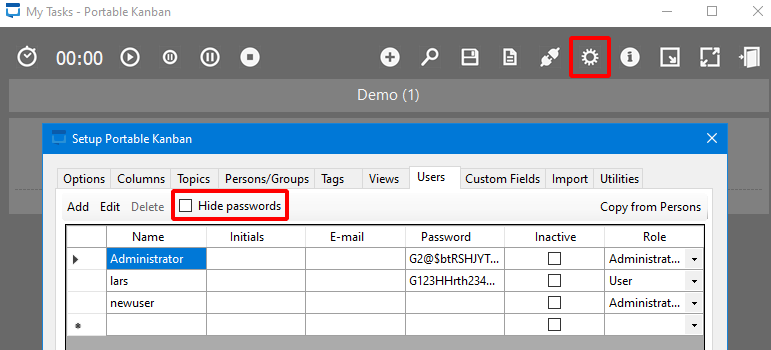 My Tasks - Portable Kanban
00:00
Demo (1)
Setup Portable Kanban
Options Columns Topics Persons/Groups Tags Views Users Custom Fields Import Utilities
Add Edit Delete Hide passwords Copy from Persons
Name Initials E-mail Password Inactive Role
Administrator G2@$btRSHJYT... Administrat...
lars G123HHrth234... User
newuser Administrat...